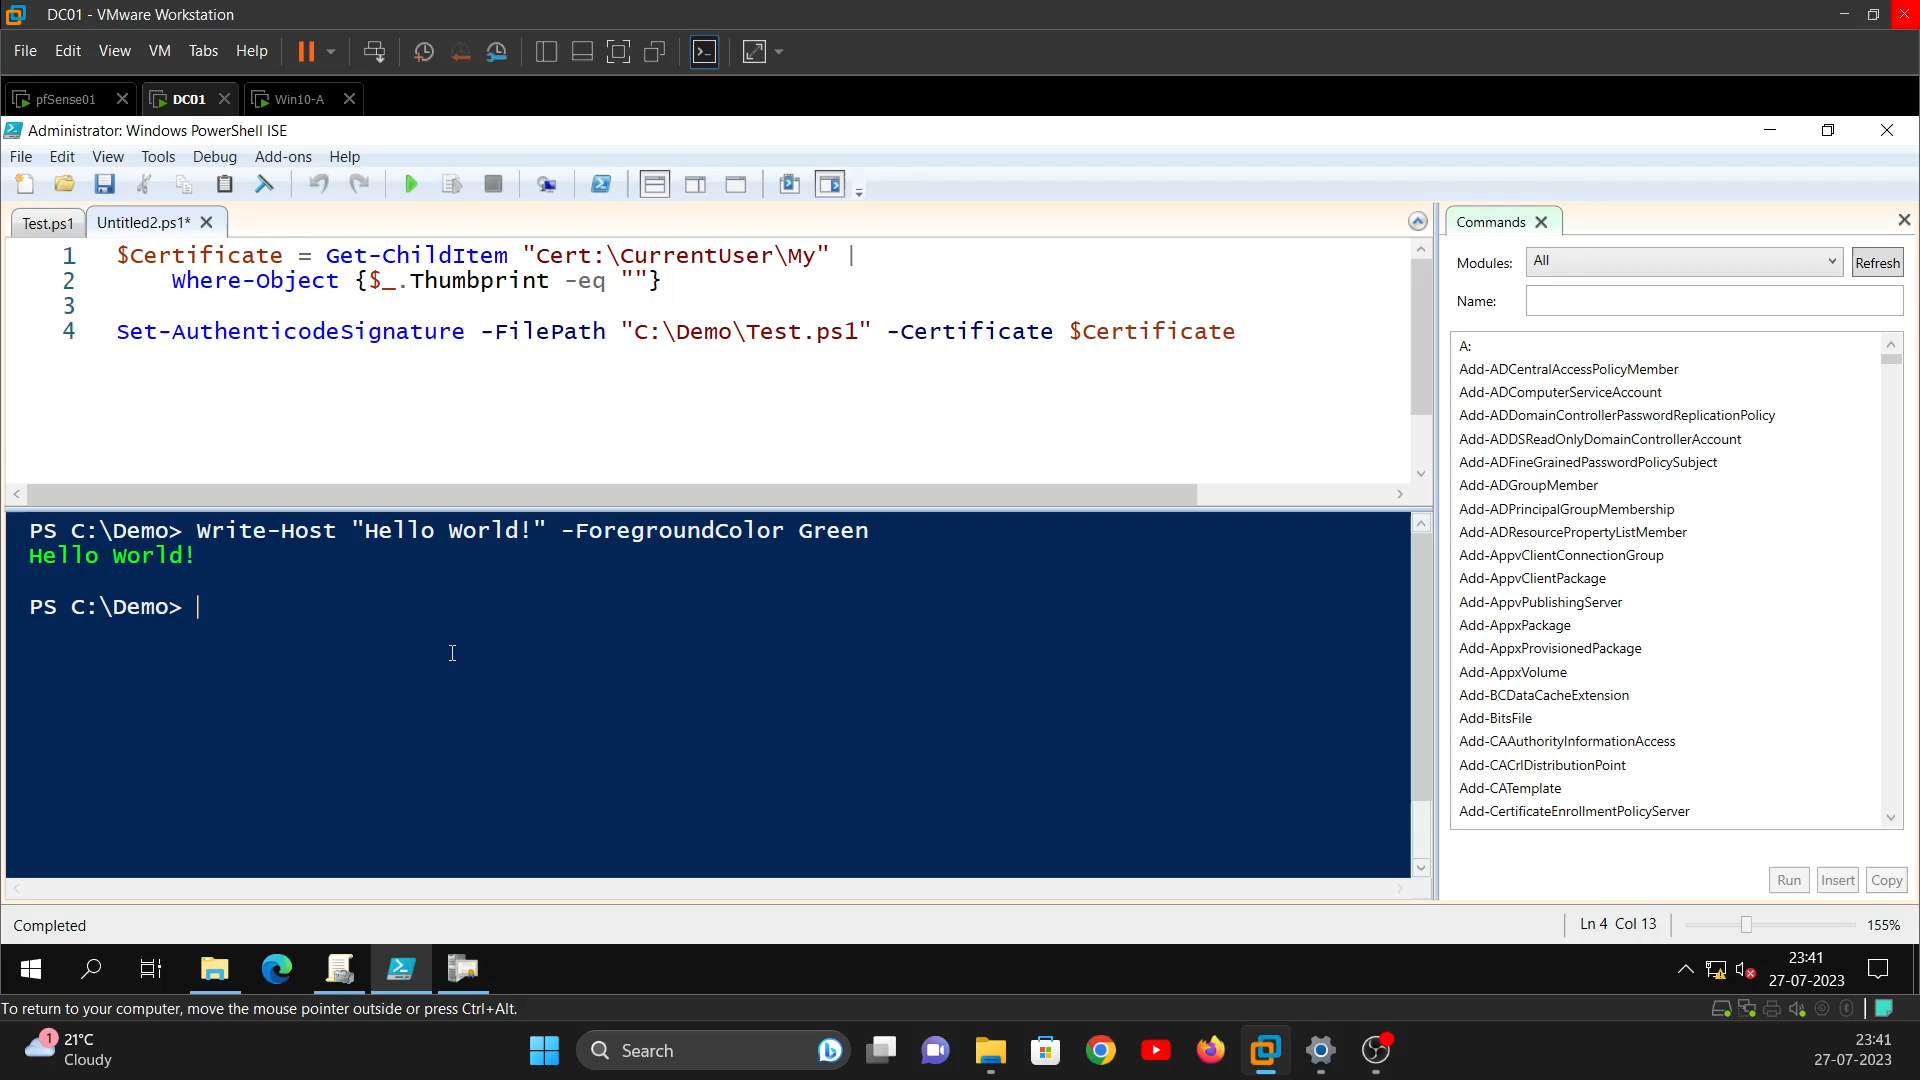 DC01 - VMware Workstation
File Edit View VM Tabs Help
pfSense01 DC01 Win10-A
Administrator: Windows PowerShell ISE
File Edit View Tools Debug Add-ons Help
Test.ps1 Untitled2.ps1*
1 $Certificate = Get-ChildItem "Cert:\CurrentUser\My" |
2 Where-Object {$_.Thumbprint -eq ""}
3
4 Set-AuthenticodeSignature -FilePath "C:\Demo\Test.ps1" -Certificate $Certificate
PS C:\Demo> Write-Host "Hello World!" -ForegroundColor Green
Hello World!
PS C:\Demo>
Commands
Modules: All Refresh
Name:
A:
Add-ADCentralAccessPolicyMember
Add-ADComputerServiceAccount
Add-ADDomainControllerPasswordReplicationPolicy
Add-ADDSReadOnlyDomainControllerAccount
Add-ADFineGrainedPasswordPolicySubject
Add-ADGroupMember
Add-ADPrincipalGroupMembership
Add-ADResourcePropertyListMember
Add-AppvClientConnectionGroup
Add-AppvClientPackage
Add-AppvPublishingServer
Add-AppxPackage
Add-AppxProvisionedPackage
Add-AppxVolume
Add-BCDataCacheExtension
Add-BitsFile
Add-CAAuthorityInformationAccess
Add-CACrlDistributionPoint
Add-CATemplate
Add-CertificateEnrollmentPolicyServer
Run Insert Copy
Completed Ln 4 Col 13 155%
23:41
27-07-2023
To return to your computer, move the mouse pointer outside or press Ctrl+Alt.
1
21°C
Cloudy
Search
23:41
27-07-2023